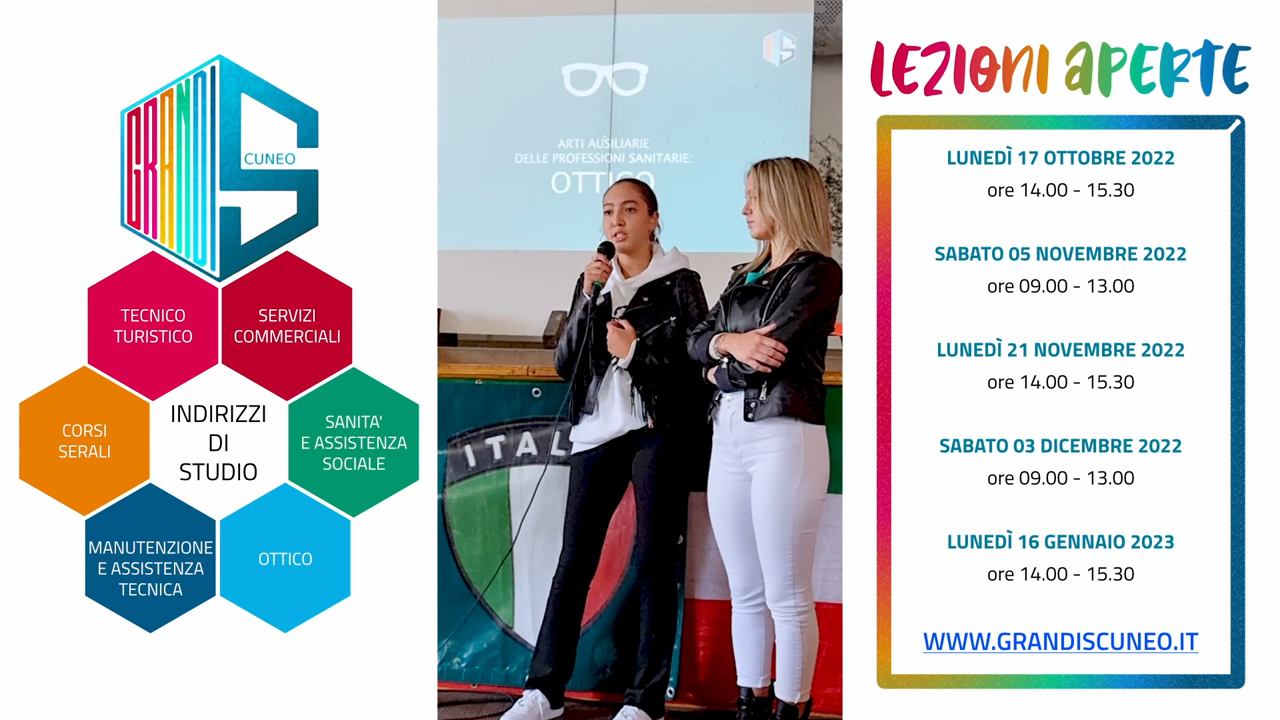 GRANDI
S
CUNEO
TECNICO
TURISTICO
SERVIZI
COMMERCIALI
CORSI
SERALI
INDIRIZZI
DI
STUDIO
SANITA'
E ASSISTENZA
SOCIALE
MANUTENZIONE
E ASSISTENZA
TECNICA
OTTICO
ARTI AUSILIARIE
DELLE PROFESSIONI SANITARIE:
OTTICO
ITAL
LEZIONI APERTE
LUNEDÌ 17 OTTOBRE 2022
ore 14.00 - 15.30
SABATO 05 NOVEMBRE 2022
ore 09.00 - 13.00
LUNEDÌ 21 NOVEMBRE 2022
ore 14.00 - 15.30
SABATO 03 DICEMBRE 2022
ore 09.00 - 13.00
LUNEDÌ 16 GENNAIO 2023
ore 14.00 - 15.30
WWW.GRANDISCUNEO.IT